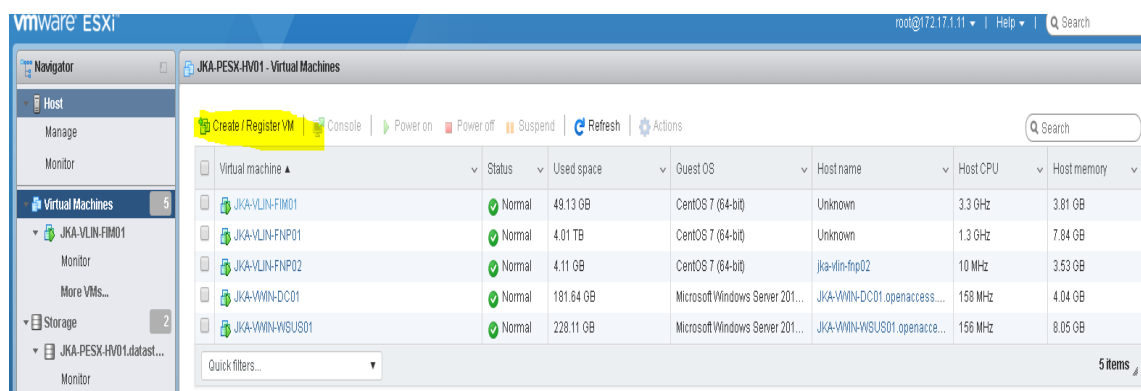 vmware ESXi
root@172.17.1.11 | Help | Search
Navigator
JKA-PESX-HV01 - Virtual Machines
Host
Manage
Monitor
Virtual Machines 5
JKA-VLIN-FIM01
Monitor
More VMs...
Storage 2
JKA-PESX-HV01.datast...
Monitor
Create / Register VM | Console | Power on Power off Suspend | Refresh | Actions
Search
Virtual machine Status Used space Guest OS Host name Host CPU Host memory
JKA-VLIN-FIM01 Normal 49.13 GB CentOS 7 (64-bit) Unknown 3.3 GHz 3.81 GB
JKA-VLIN-FNP01 Normal 4.01 TB CentOS 7 (64-bit) Unknown 1.3 GHz 7.84 GB
JKA-VLIN-FNP02 Normal 4.11 GB CentOS 7 (64-bit) jka-vlin-fnp02 10 MHz 3.53 GB
JKA-VWIN-DC01 Normal 181.64 GB Microsoft Windows Server 201... JKA-VWIN-DC01.openaccess.... 158 MHz 4.04 GB
JKA-VWIN-WSUS01 Normal 228.11 GB Microsoft Windows Server 201... JKA-VWIN-WSUS01.openacce... 156 MHz 8.05 GB
Quick filters...
5 items